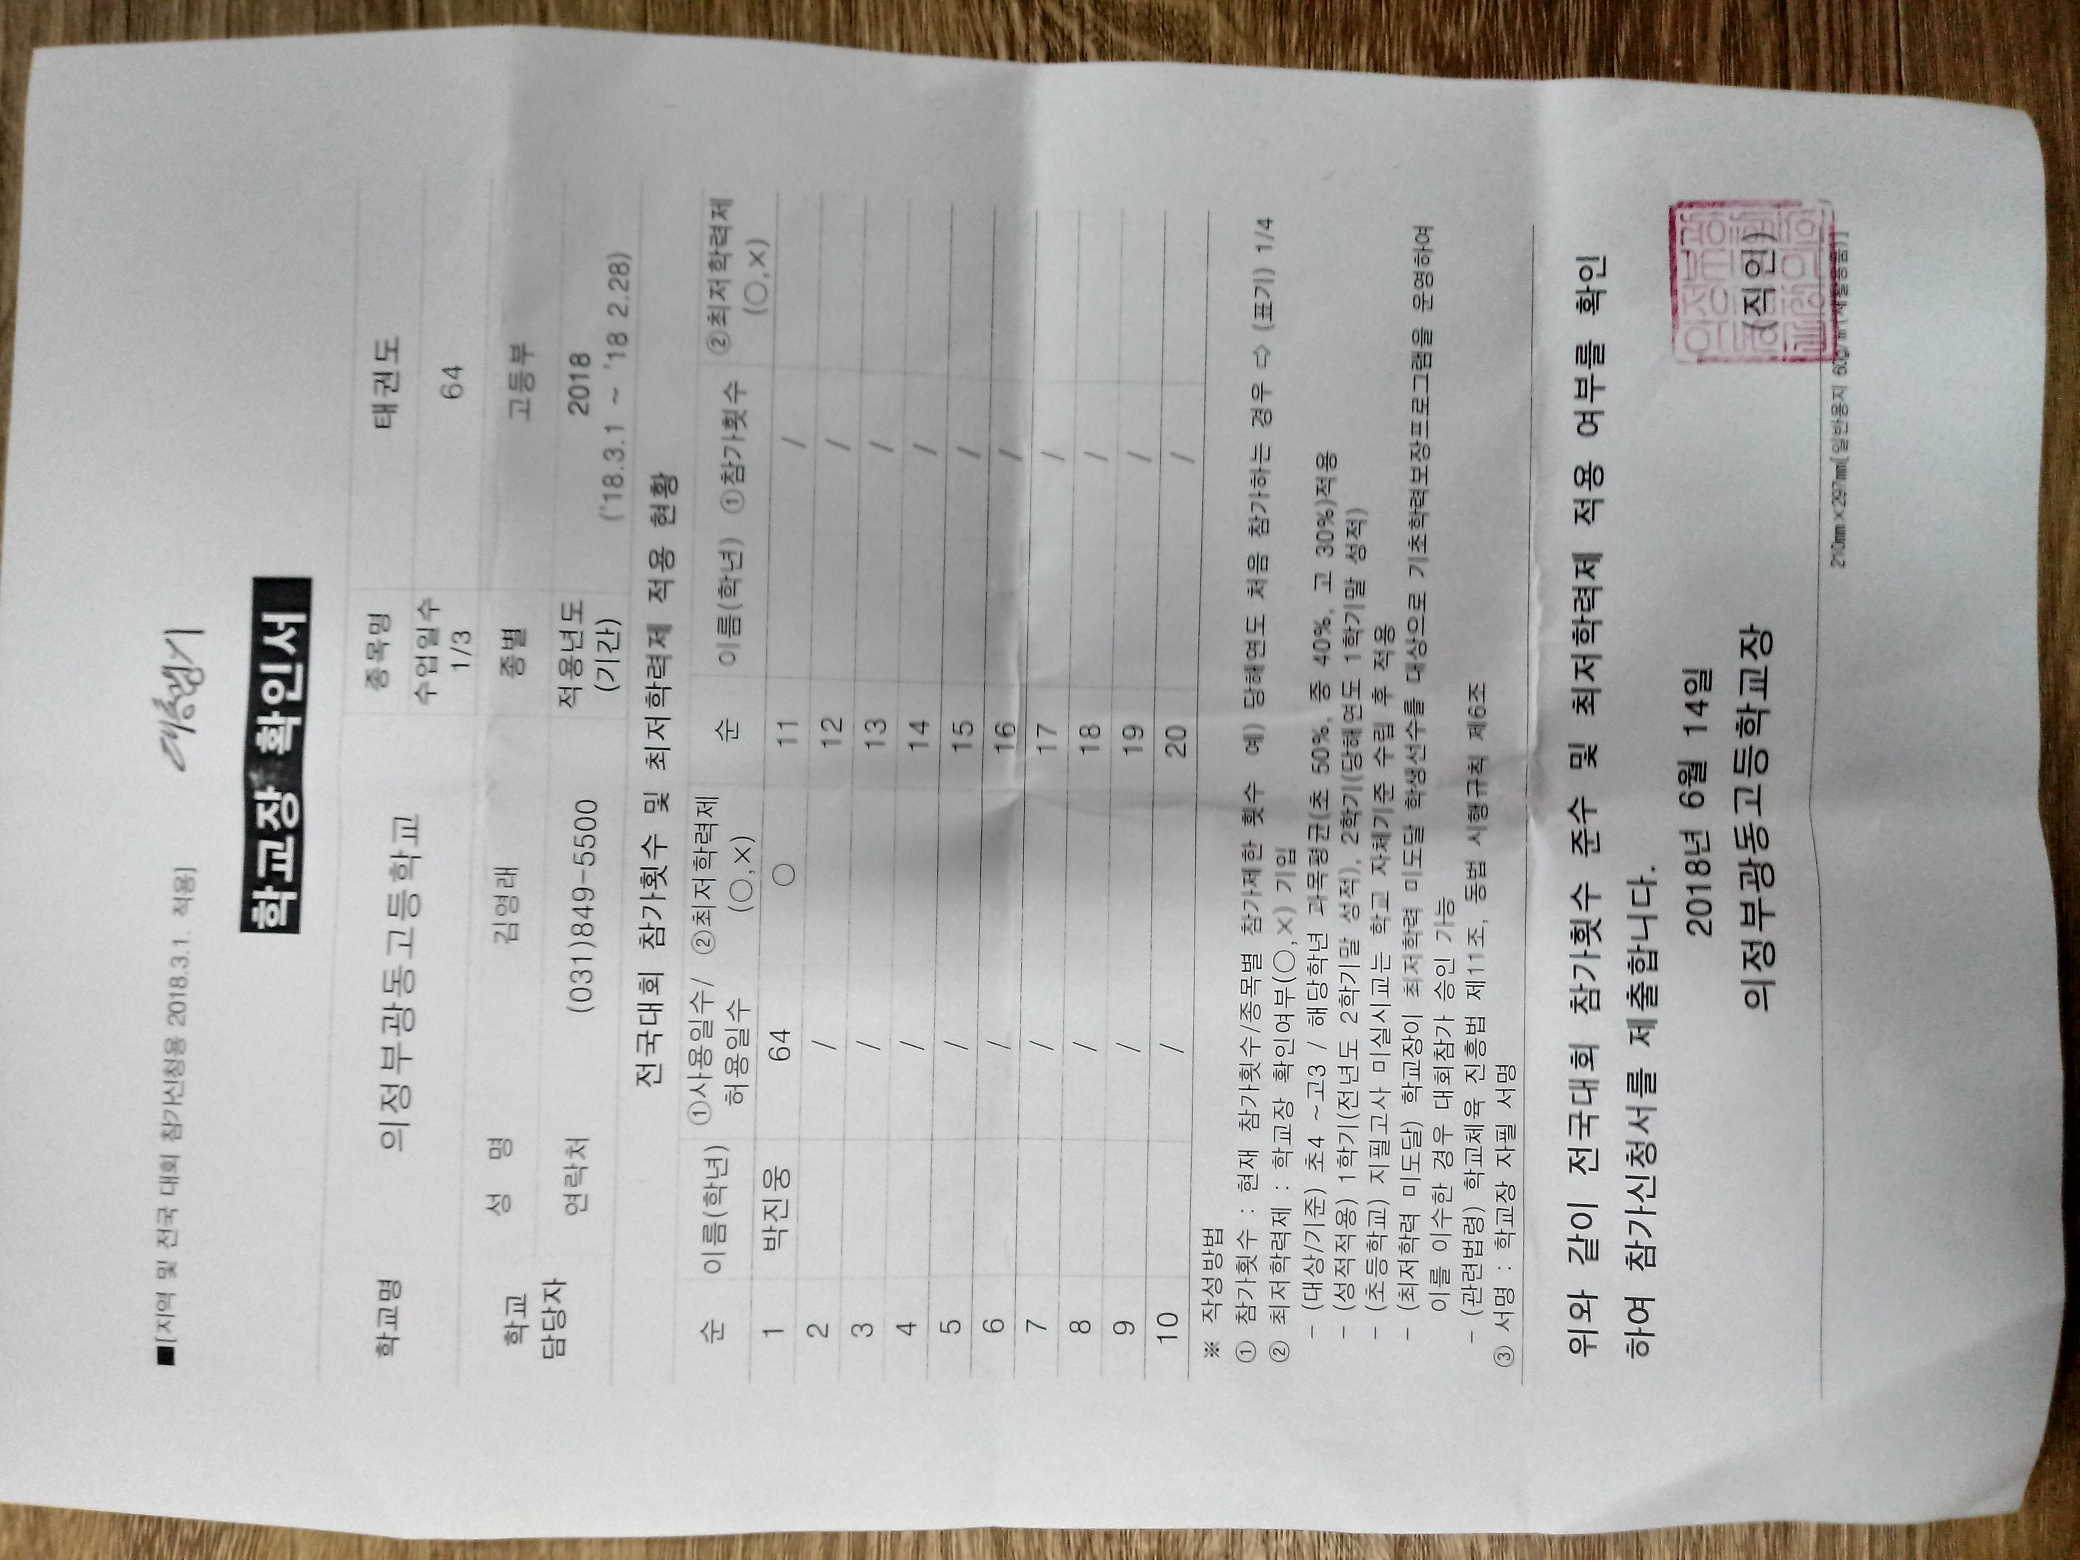 ■[지역 및 전국 대회 참가신청용 2018.3.1. 적용]
학교장 확인서
학교명 의정부광동고등학교 종목명 태권도
수업일수 1/3 64
학교 담당자 성 명 김영래 종별 고등부
연락처 (031)849-5500 적용년도 (기간) 2018 ('18.3.1 ~ '18 2.28)
전국대회 참가횟수 및 최저학력제 적용 현황
순 이름(학년) ①사용일수/허용일수 ②최저학력제 (○,×) 순 이름(학년) ①참가횟수 ②최저학력제 (○,×)
1 박진웅 64 ○ 11 /
2 / 12 /
3 / 13 /
4 / 14 /
5 / 15 /
6 / 16 /
7 / 17 /
8 / 18 /
9 / 19 /
10 / 20 /
※ 작성방법
① 참가횟수 : 현재 참가횟수/종목별 참가제한 횟수 예) 당해연도 처음 참가하는 경우 ⇨ (표기) 1/4
② 최저학력제 : 학교장 확인여부(○,×) 기입
- (대상/기준) 초4 ~고3 / 해당학년 과목평균(초 50%, 중 40%, 고 30%)적용
- (성적적용) 1학기(전년도 2학기말 성적), 2학기(당해연도 1학기말 성적)
- (초등학교) 지필고사 미실시교는 학교 자체기준 수립 후 적용
- (최저학력 미도달) 학교장이 최저학력 미도달 학생선수를 대상으로 기초학력보장프로그램을 운영하여
이를 이수한 경우 대회참가 승인 가능
- (관련법령) 학교체육 진흥법 제11조, 동법 시행규칙 제6조
③ 서명 : 학교장 자필 서명
위와 같이 전국대회 참가횟수 준수 및 최저학력제 적용 여부를 확인
하여 참가신청서를 제출합니다.
2018년 6월 14일
의정부광동고등학교장 (직인)
210mm×297mm[일반용지 60g/㎡(재활용품)]